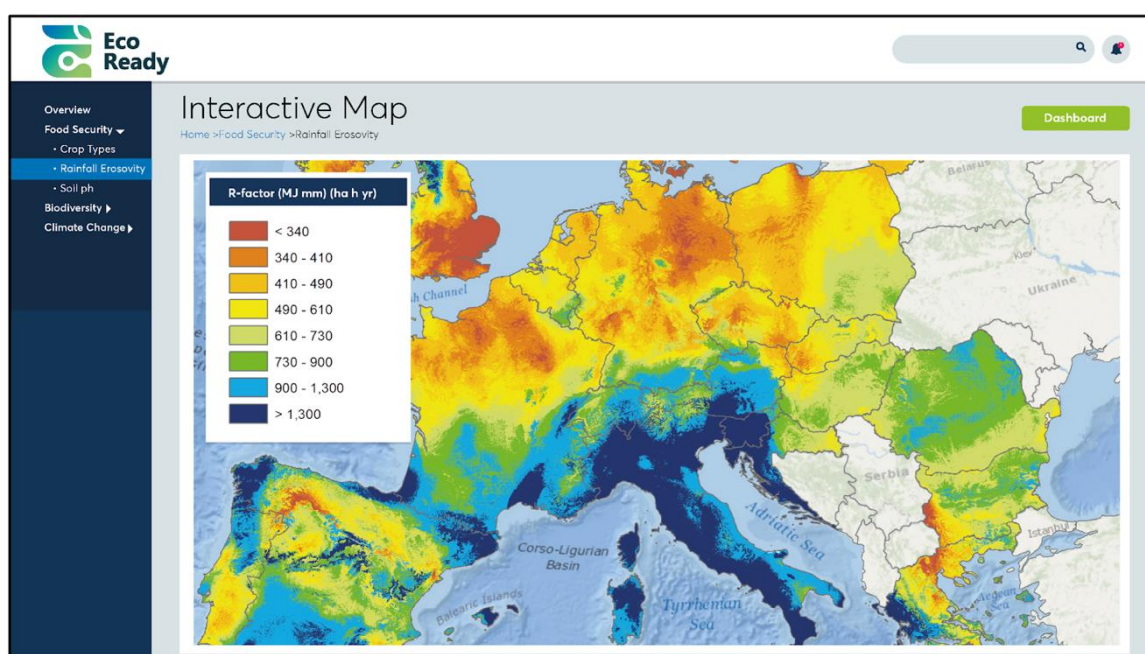 Eco
Ready
Overview
Food Security
• Crop Types
• Rainfall Erosovity
• Soil ph
Biodiversity
Climate Change
Interactive Map
Home >Food Security >Rainfall Erosovity
Dashboard
R-factor (MJ mm) (ha h yr)
< 340
340 - 410
410 - 490
490 - 610
610 - 730
730 - 900
900 - 1,300
> 1,300
Belarus
Kiev
Ukraine
Channel
Serbia
Adriatic
Sea
Istanbul
Corso-Ligurian
Basin
Balearic Islands
Tyrrhenian
Sea
Aegean
Sea